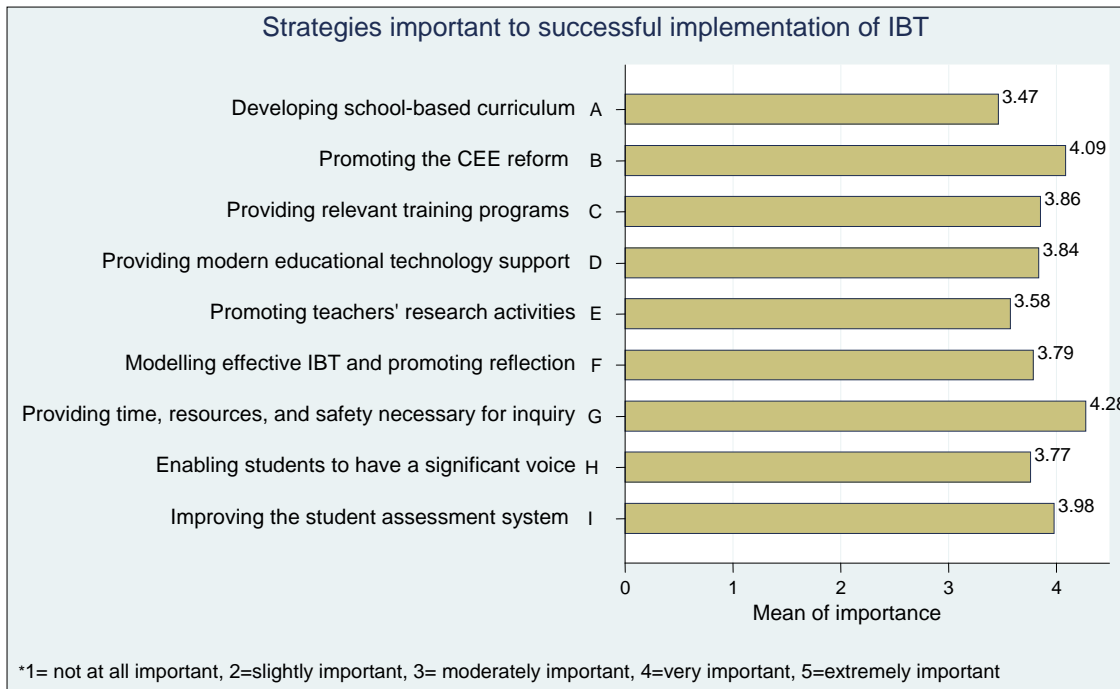 Strategies important to successful implementation of IBT
Developing school-based curriculum A 3.47
Promoting the CEE reform B 4.09
Providing relevant training programs C 3.86
Providing modern educational technology support D 3.84
Promoting teachers' research activities E 3.58
Modelling effective IBT and promoting reflection F 3.79
Providing time, resources, and safety necessary for inquiry G 4.28
Enabling students to have a significant voice H 3.77
Improving the student assessment system I 3.98
0 1 2 3 4
Mean of importance
*1= not at all important, 2=slightly important, 3= moderately important, 4=very important, 5=extremely important